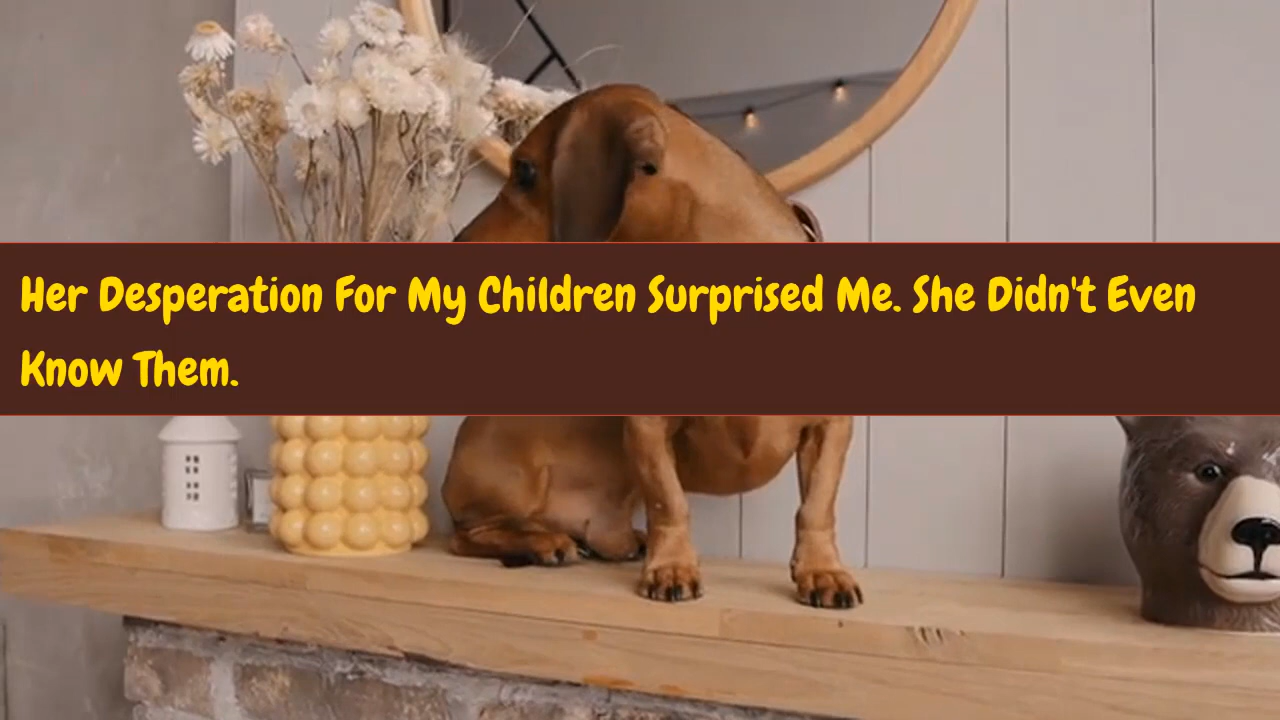 Her Desperation For My Children Surprised Me. She Didn't Even
Know Them.